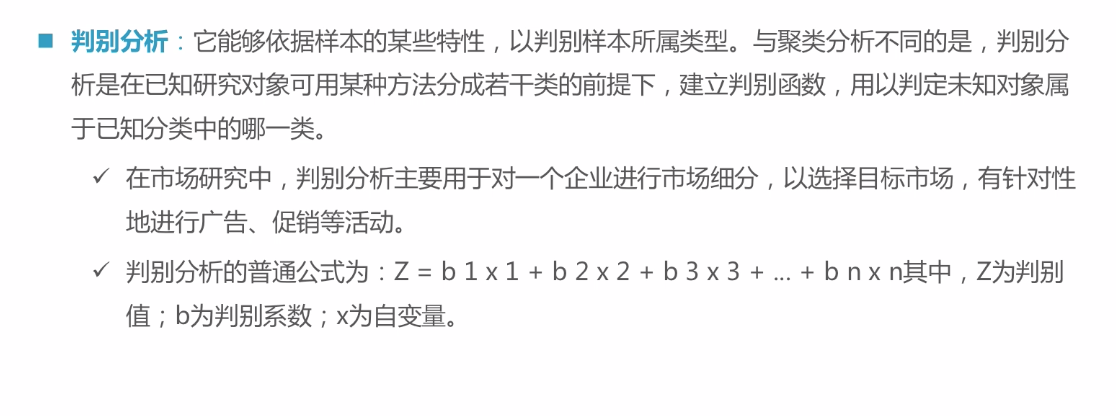 ■ 判别分析：它能够依据样本的某些特性，以判别样本所属类型。与聚类分析不同的是，判别分
析是在已知研究对象可用某种方法分成若干类的前提下，建立判别函数，用以判定未知对象属
于已知分类中的哪一类。
✓ 在市场研究中，判别分析主要用于对一个企业进行市场细分，以选择目标市场，有针对性
地进行广告、促销等活动。
✓ 判别分析的普通公式为：Z = b 1 x 1 + b 2 x 2 + b 3 x 3 + ... + b n x n其中，Z为判别
值；b为判别系数；x为自变量。